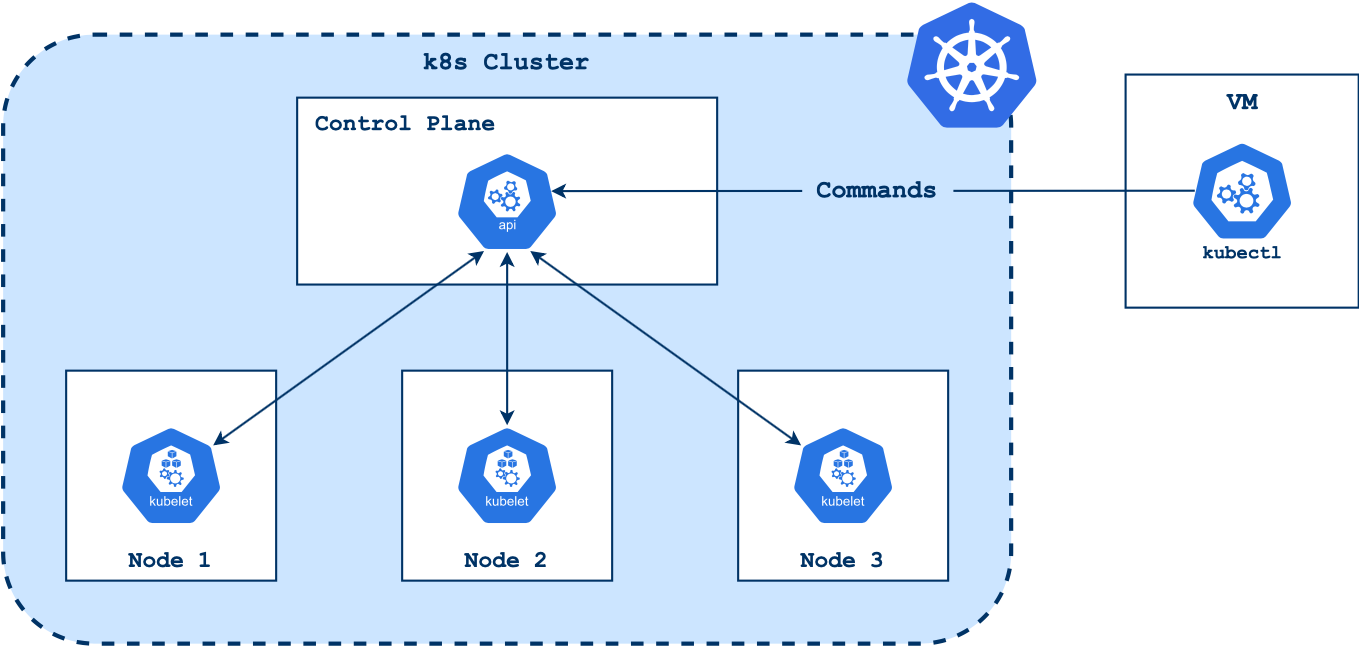 k8s Cluster
Control Plane
VM
api
Commands
kubectl
kubelet
kubelet
kubelet
Node 1
Node 2
Node 3